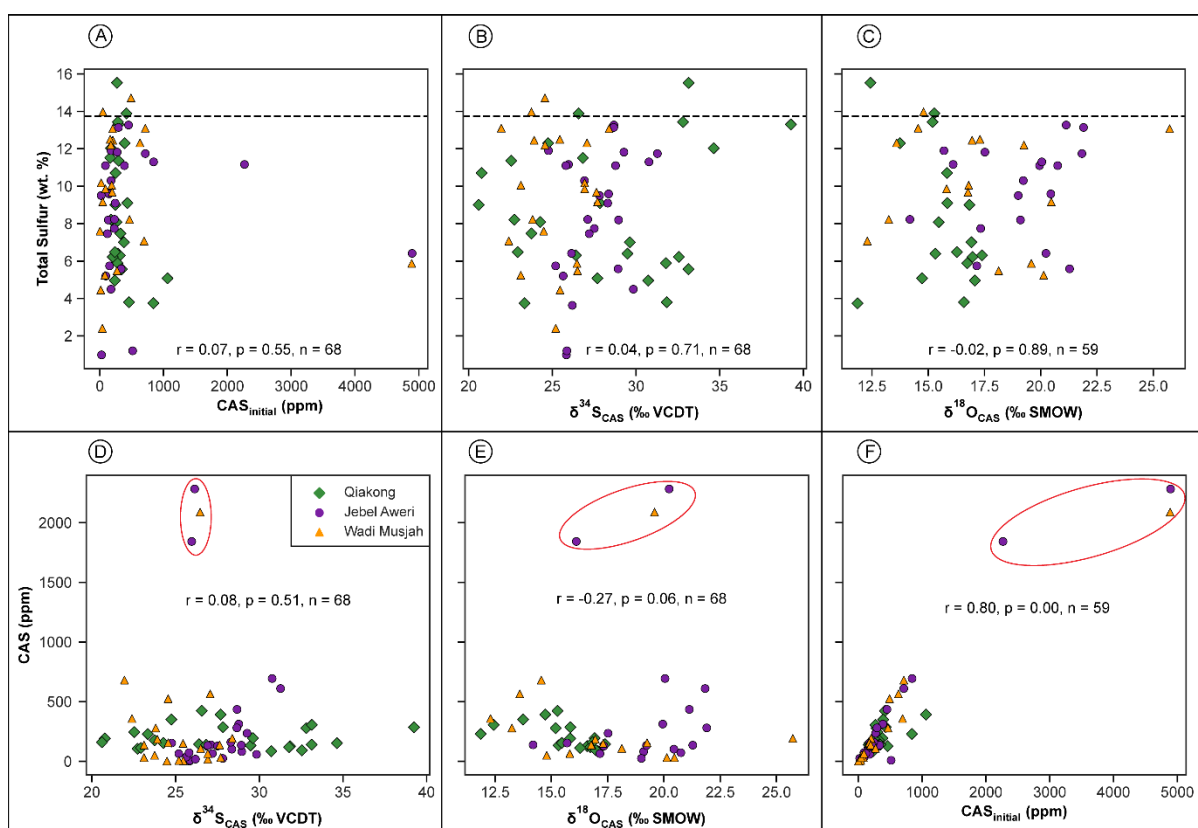 A
B
C
Total Sulfur (wt. %)
16
14
12
10
8
6
4
2
r = 0.07, p = 0.55, n = 68
r = 0.04, p = 0.71, n = 68
r = -0.02, p = 0.89, n = 59
0 1000 2000 3000 4000 5000
20 25 30 35 40
12.5 15.0 17.5 20.0 22.5 25.0
CASinitial (ppm)
δ34SCAS (‰ VCDT)
δ18OCAS (‰ SMOW)
D
E
F
CAS (ppm)
2000
1500
1000
500
0
Qiakong
Jebel Aweri
Wadi Musjah
r = 0.08, p = 0.51, n = 68
r = -0.27, p = 0.06, n = 68
r = 0.80, p = 0.00, n = 59
20 25 30 35 40
12.5 15.0 17.5 20.0 22.5 25.0
0 1000 2000 3000 4000 5000
δ34SCAS (‰ VCDT)
δ18OCAS (‰ SMOW)
CASinitial (ppm)